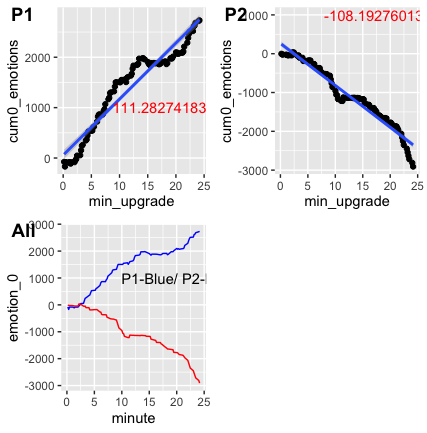 P1
cum0_emotions
2000
1000
0
111.28274183
0 5 10 15 20 25
min_upgrade
P2
cum0_emotions
1000
0
-1000
-2000
-3000
-108.19276013
0 5 10 15 20 25
min_upgrade
All
emotion_0
3000
2000
1000
0
-1000
-2000
-3000
P1-Blue/ P2-
0 5 10 15 20 25
minute